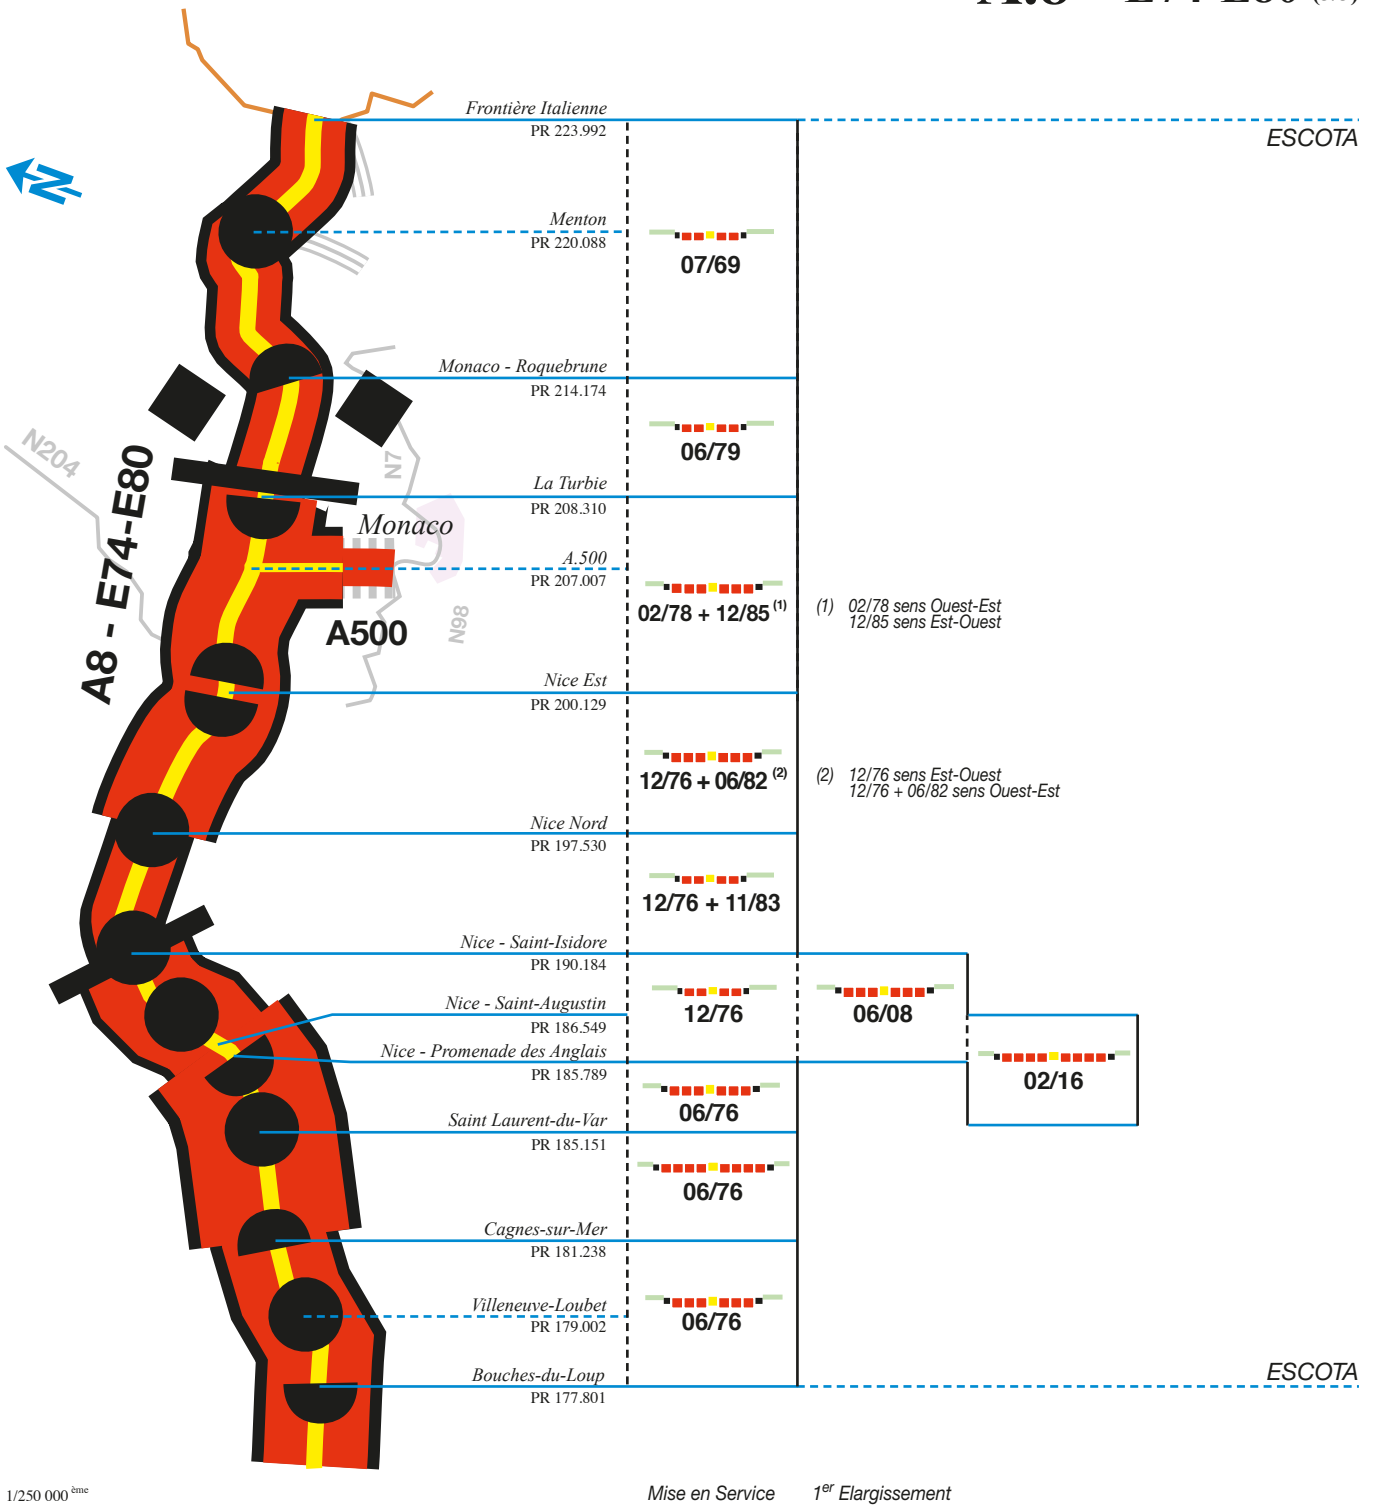 Frontière Italienne
PR 223.992
ESCOTA
Menton
PR 220.088
07/69
Monaco - Roquebrune
PR 214.174
06/79
N204
N7
La Turbie
PR 208.310
Monaco
A.500
PR 207.007
A8 - E74-E80
A500
N98
02/78 + 12/85 (1)
(1) 02/78 sens Ouest-Est
12/85 sens Est-Ouest
Nice Est
PR 200.129
12/76 + 06/82 (2)
(2) 12/76 sens Est-Ouest
12/76 + 06/82 sens Ouest-Est
Nice Nord
PR 197.530
12/76 + 11/83
Nice - Saint-Isidore
PR 190.184
Nice - Saint-Augustin
PR 186.549
12/76
06/08
Nice - Promenade des Anglais
PR 185.789
02/16
06/76
Saint Laurent-du-Var
PR 185.151
06/76
Cagnes-sur-Mer
PR 181.238
Villeneuve-Loubet
PR 179.002
06/76
Bouches-du-Loup
PR 177.801
ESCOTA
1/250 000 ème
Mise en Service
1er Elargissement